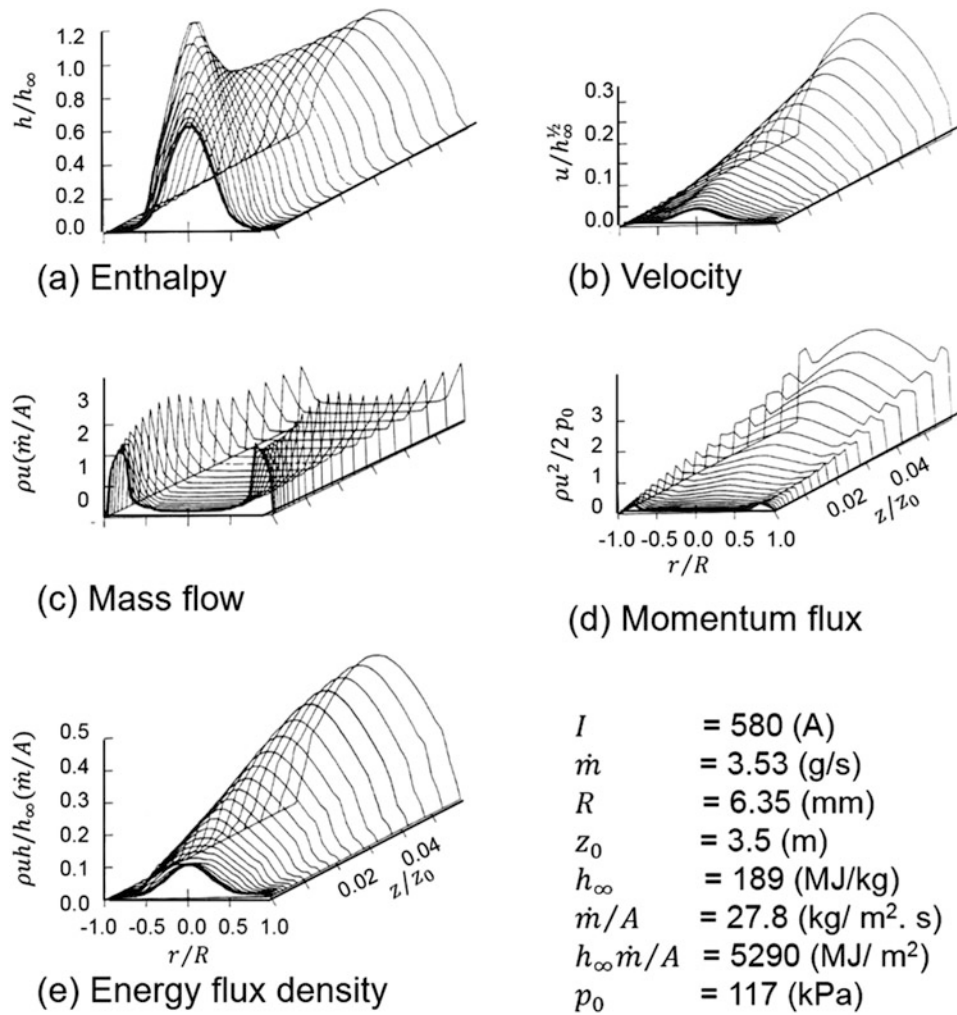 1.2
1.0
0.8
0.6
0.4
0.2
0.0
h/h∞
(a) Enthalpy
0.3
0.2
0.1
0.0
u/h∞^½
(b) Velocity
3
2
1
0
ρu(ṁ/A)
(c) Mass flow
3
2
1
0
ρu²/2 p₀
-1.0 -0.5 0.0 0.5 1.0
r/R
0.02
0.04
z/z₀
(d) Momentum flux
0.5
0.4
0.3
0.2
0.1
0.0
ρuh/h∞(ṁ/A)
-1.0 -0.5 0.0 0.5 1.0
r/R
0.02
0.04
z/z₀
(e) Energy flux density
I = 580 (A)
ṁ = 3.53 (g/s)
R = 6.35 (mm)
z₀ = 3.5 (m)
h∞ = 189 (MJ/kg)
ṁ/A = 27.8 (kg/ m². s)
h∞ṁ/A = 5290 (MJ/ m²)
p₀ = 117 (kPa)